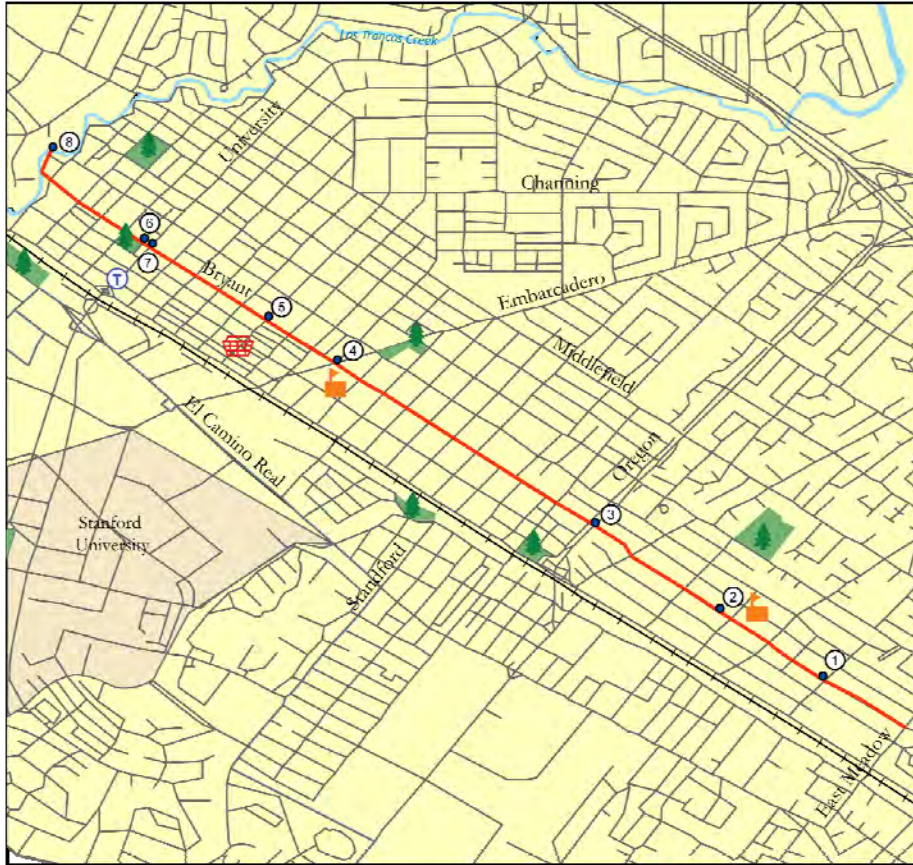 Los Trancos Creek
University
8
Channing
6
7
T
Bryant
5
Embarcadero
4
Middlefield
El Camino Real
Oregon
Stanford
University
3
Standford
2
1
East Meadow